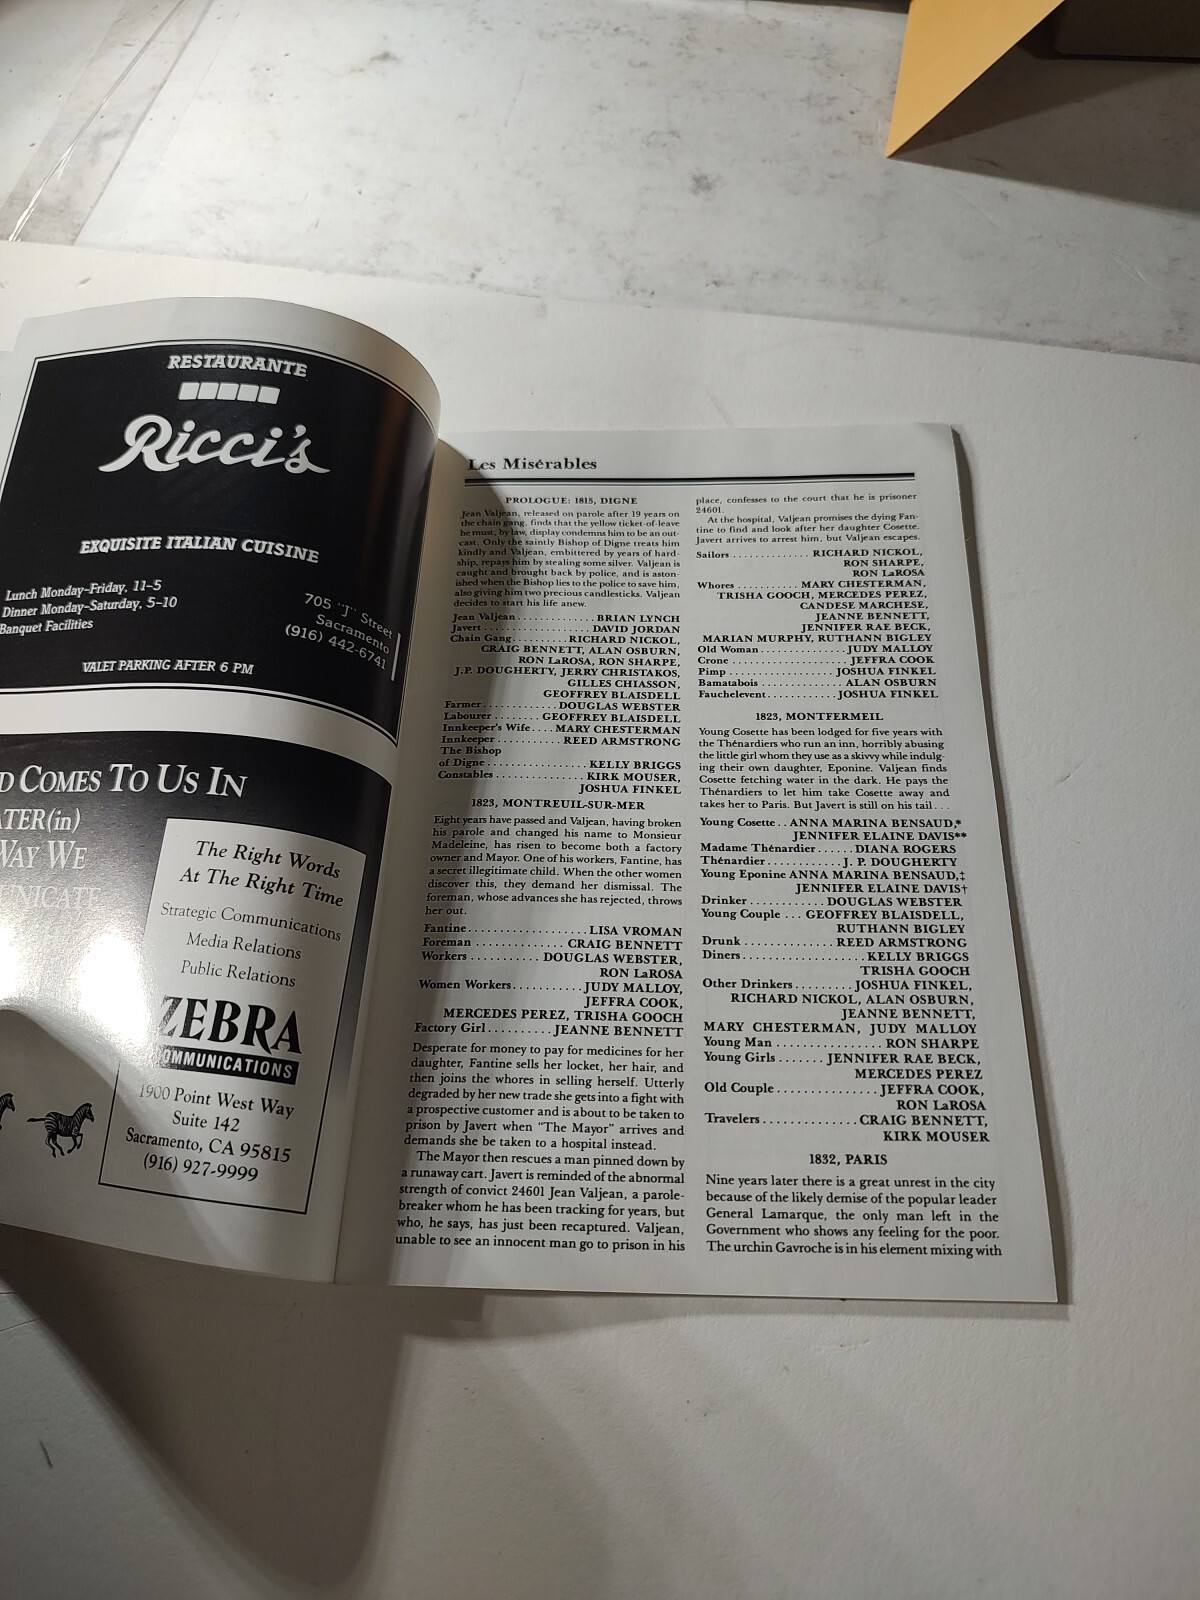 RESTAURANTE
Ricci's
EXQUISITE ITALIAN CUISINE
Lunch Monday–Friday, 11–5
Dinner Monday–Saturday, 5–10
Banquet Facilities
705 "J" Street
Sacramento
(916) 442-6741
VALET PARKING AFTER 6 PM
COMES TO US IN
WAY WE
The Right Words
At The Right Time
Strategic Communications
Media Relations
Public Relations
ZEBRA
COMMUNICATIONS
1900 Point West Way
Suite 142
Sacramento, CA 95815
(916) 927-9999
Les Misérables
PROLOGUE: 1815, DIGNE
Jean Valjean, released on parole after 19 years on
the chain gang, finds that the yellow ticket-of-leave
he must, by law, display condemns him to be an out-
cast. Only the saintly Bishop of Digne treats him
kindly and Valjean, embittered by years of hard-
ship, repays him by stealing some silver. Valjean is
caught and brought back by police, and is aston-
ished when the Bishop lies to the police to save him,
also giving him two precious candlesticks. Valjean
decides to start his life anew.
Jean Valjean . . . . . . . . . . . . . . . BRIAN LYNCH
Javert . . . . . . . . . . . . . . . . . . . . DAVID JORDAN
Chain Gang . . . . . . . . . . RICHARD NICKOL,
CRAIG BENNETT, ALAN OSBURN,
RON LaROSA, RON SHARPE,
J.P. DOUGHERTY, JERRY CHRISTAKOS,
GILLES CHIASSON,
GEOFFREY BLAISDELL
Farmer . . . . . . . . . . . . . DOUGLAS WEBSTER
Labourer . . . . . . . . GEOFFREY BLAISDELL
Innkeeper's Wife . . . . MARY CHESTERMAN
Innkeeper . . . . . . . . . . . REED ARMSTRONG
The Bishop
of Digne . . . . . . . . . . . . . . . . . KELLY BRIGGS
Constables . . . . . . . . . . . . . . KIRK MOUSER,
JOSHUA FINKEL
1823, MONTREUIL-SUR-MER
Eight years have passed and Valjean, having broken
his parole and changed his name to Monsieur
Madeleine, has risen to become both a factory
owner and Mayor. One of his workers, Fantine, has
a secret illegitimate child. When the other women
discover this, they demand her dismissal. The
foreman, whose advances she has rejected, throws
her out.
Fantine . . . . . . . . . . . . . . . . . . . LISA VROMAN
Foreman . . . . . . . . . . . . . CRAIG BENNETT
Workers . . . . . . . . . . . DOUGLAS WEBSTER,
RON LaROSA
Women Workers . . . . . . . . . . . JUDY MALLOY,
JEFFRA COOK,
MERCEDES PEREZ, TRISHA GOOCH
Factory Girl . . . . . . . . . . JEANNE BENNETT
Desperate for money to pay for medicines for her
daughter, Fantine sells her locket, her hair, and
then joins the whores in selling herself. Utterly
degraded by her new trade she gets into a fight with
a prospective customer and is about to be taken to
prison by Javert when "The Mayor" arrives and
demands she be taken to a hospital instead.
The Mayor then rescues a man pinned down by
a runaway cart. Javert is reminded of the abnormal
strength of convict 24601 Jean Valjean, a parole-
breaker whom he has been tracking for years, but
who, he says, has just been recaptured. Valjean,
unable to see an innocent man go to prison in his
place, confesses to the court that he is prisoner
24601.
At the hospital, Valjean promises the dying Fan-
tine to find and look after her daughter Cosette.
Javert arrives to arrest him, but Valjean escapes.
Sailors . . . . . . . . . . . . . RICHARD NICKOL,
RON SHARPE,
RON LaROSA
Whores . . . . . . . . . . . MARY CHESTERMAN,
TRISHA GOOCH, MERCEDES PEREZ,
CANDESE MARCHESE,
JEANNE BENNETT,
JENNIFER RAE BECK,
MARIAN MURPHY, RUTHANN BIGLEY
Old Woman . . . . . . . . . . . . . . . JUDY MALLOY
Crone . . . . . . . . . . . . . . . . . . . . JEFFRA COOK
Pimp . . . . . . . . . . . . . . . . . . JOSHUA FINKEL
Bamatabois . . . . . . . . . . . . . . ALAN OSBURN
Fauchelevent . . . . . . . . . . . . JOSHUA FINKEL
1823, MONTFERMEIL
Young Cosette has been lodged for five years with
the Thénardiers who run an inn, horribly abusing
the little girl whom they use as a skivvy while indulg-
ing their own daughter, Eponine. Valjean finds
Cosette fetching water in the dark. He pays the
Thénardiers to let him take Cosette away and
takes her to Paris. But Javert is still on his tail . . .
Young Cosette . . ANNA MARINA BENSAUD,*
JENNIFER ELAINE DAVIS**
Madame Thénardier . . . . . . DIANA ROGERS
Thénardier . . . . . . . . . . . . J. P. DOUGHERTY
Young Eponine ANNA MARINA BENSAUD,‡
JENNIFER ELAINE DAVIS†
Drinker . . . . . . . . . . . . DOUGLAS WEBSTER
Young Couple . . . GEOFFREY BLAISDELL,
RUTHANN BIGLEY
Drunk . . . . . . . . . . . . . . REED ARMSTRONG
Diners . . . . . . . . . . . . . . . . . . . KELLY BRIGGS
TRISHA GOOCH
Other Drinkers . . . . . . . . . JOSHUA FINKEL,
RICHARD NICKOL, ALAN OSBURN,
JEANNE BENNETT,
MARY CHESTERMAN, JUDY MALLOY
Young Man . . . . . . . . . . . . . . . . RON SHARPE
Young Girls . . . . . . . JENNIFER RAE BECK,
MERCEDES PEREZ
Old Couple . . . . . . . . . . . . . . . JEFFRA COOK,
RON LaROSA
Travelers . . . . . . . . . . . . . . . CRAIG BENNETT,
KIRK MOUSER
1832, PARIS
Nine years later there is a great unrest in the city
because of the likely demise of the popular leader
General Lamarque, the only man left in the
Government who shows any feeling for the poor.
The urchin Gavroche is in his element mixing with